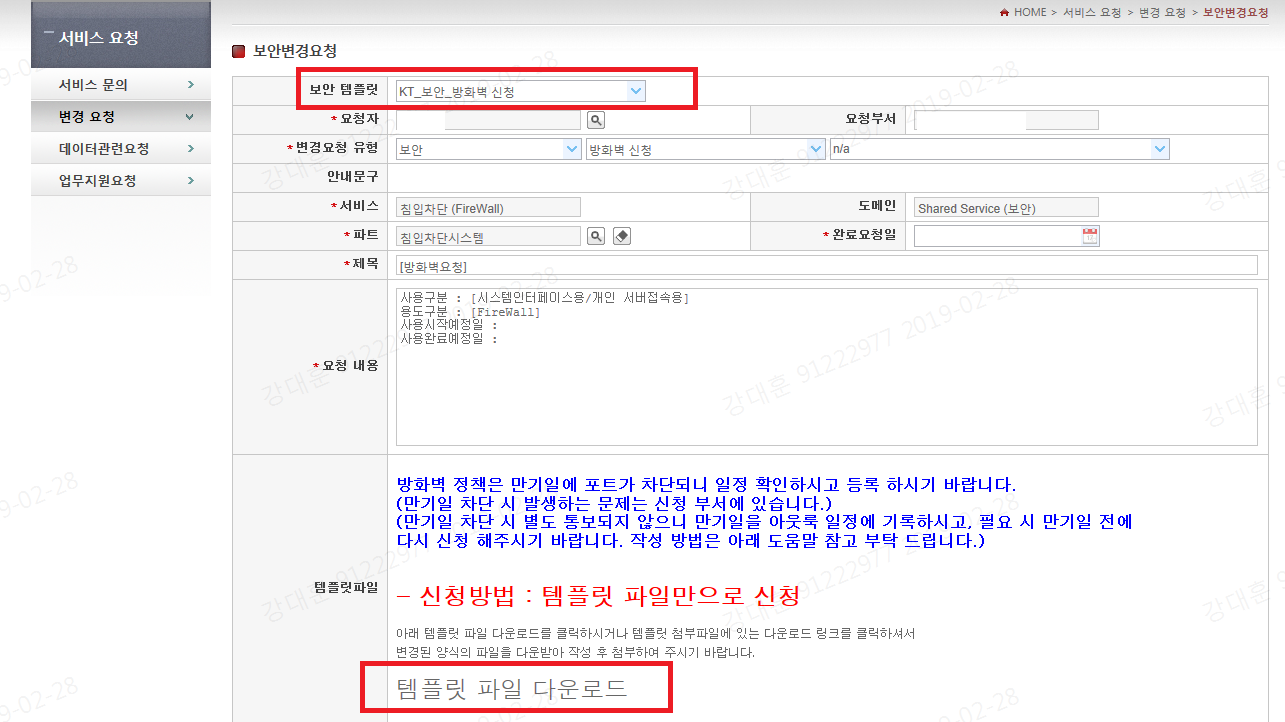 HOME > 서비스 요청 > 변경 요청 > 보안변경요청
서비스 요청
서비스 문의
변경 요청
데이터관련요청
업무지원요청
보안변경요청
보안 템플릿 KT_보안_방화벽 신청
*요청자 요청부서
*변경요청 유형 보안 방화벽 신청 n/a
안내문구
*서비스 침입차단 (FireWall) 도메인 Shared Service (보안)
*파트 침입차단시스템 *완료요청일
*제목 [방화벽요청]
*요청 내용
사용구분 : [시스템인터페이스용/개인 서버접속용]
용도구분 : [FireWall]
사용시작예정일 :
사용완료예정일 :
템플릿파일
방화벽 정책은 만기일에 포트가 차단되니 일정 확인하시고 등록 하시기 바랍니다.
(만기일 차단 시 발생하는 문제는 신청 부서에 있습니다.)
(만기일 차단 시 별도 통보되지 않으니 만기일을 아웃룩 일정에 기록하시고, 필요 시 만기일 전에
다시 신청 해주시기 바랍니다. 작성 방법은 아래 도움말 참고 부탁 드립니다.)
- 신청방법 : 템플릿 파일만으로 신청
아래 템플릿 파일 다운로드를 클릭하시거나 템플릿 첨부파일에 있는 다운로드 링크를 클릭하셔서
변경된 양식의 파일을 다운받아 작성 후 첨부하여 주시기 바랍니다.
템플릿 파일 다운로드
강대훈 91222977 2019-02-28